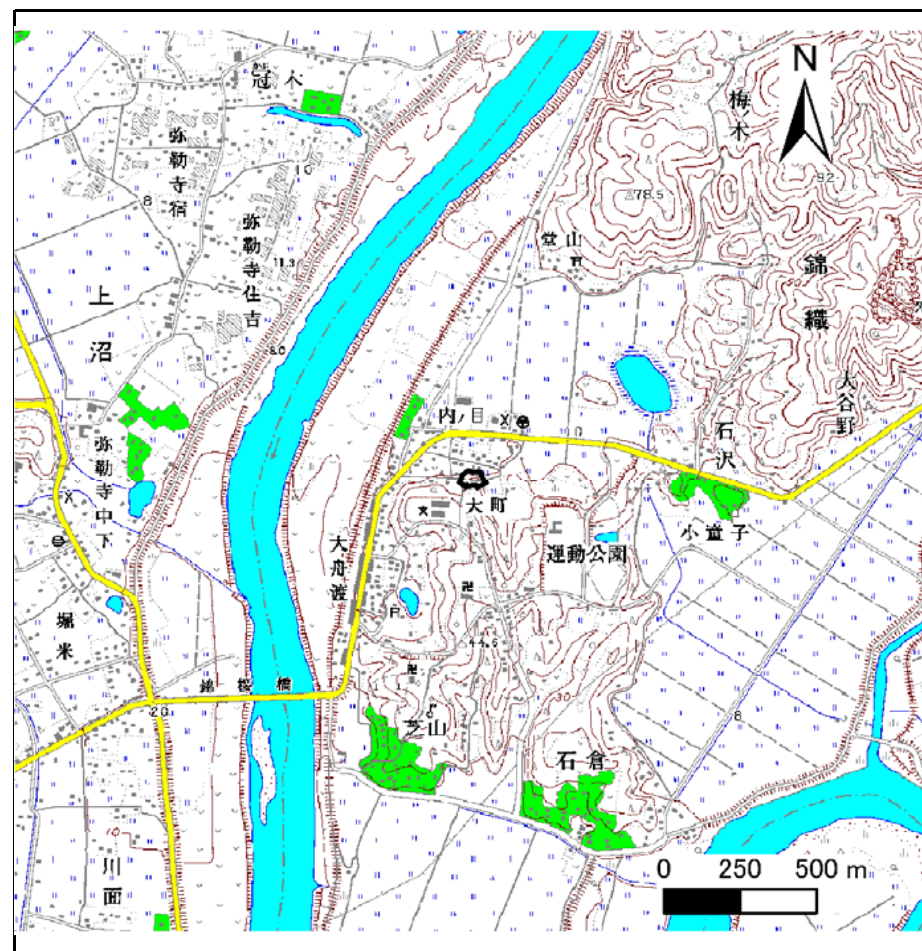 冠木
N
梅ノ木
弥勒寺宿
10
78.5
92
8
弥勒寺住吉
堂山
11.3
錦織
上沼
内ノ目
10
大谷野
石沢
弥勒寺中下
大町
小童子
大舟渡
運動公園
P
堀米
44.5
錦桜橋
30
20
芝山
8
石倉
0 250 500 m
10
川面